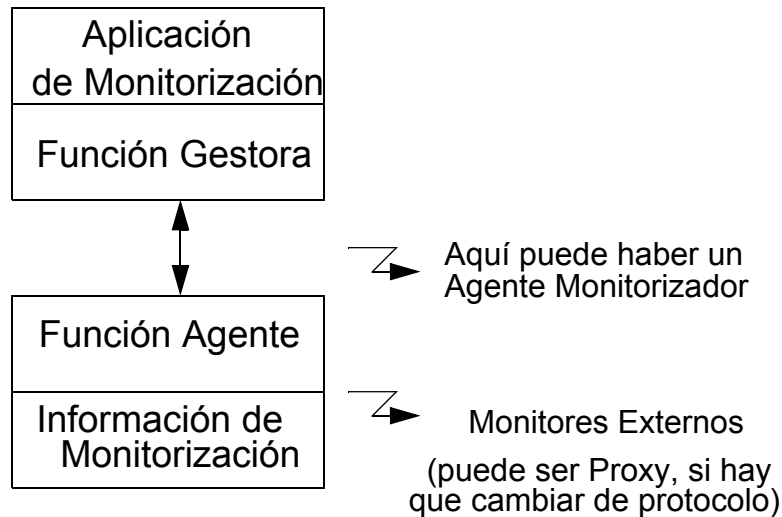 Aplicación
de Monitorización
Función Gestora
Aquí puede haber un
Agente Monitorizador
Función Agente
Información de
Monitorización
Monitores Externos
(puede ser Proxy, si hay
que cambiar de protocolo)